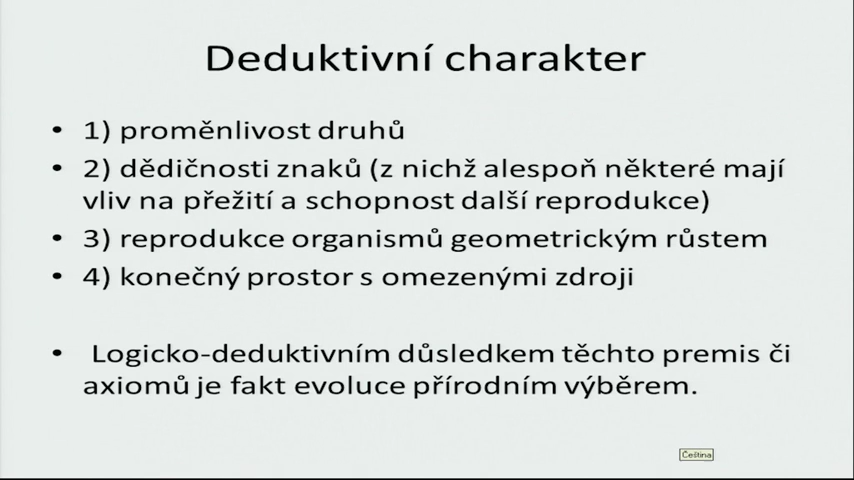 Deduktivní charakter
• 1) proměnlivost druhů
• 2) dědičnosti znaků (z nichž alespoň některé mají
vliv na přežití a schopnost další reprodukce)
• 3) reprodukce organismů geometrickým růstem
• 4) konečný prostor s omezenými zdroji
• Logicko-deduktivním důsledkem těchto premis či
axiomů je fakt evoluce přírodním výběrem.
Čeština